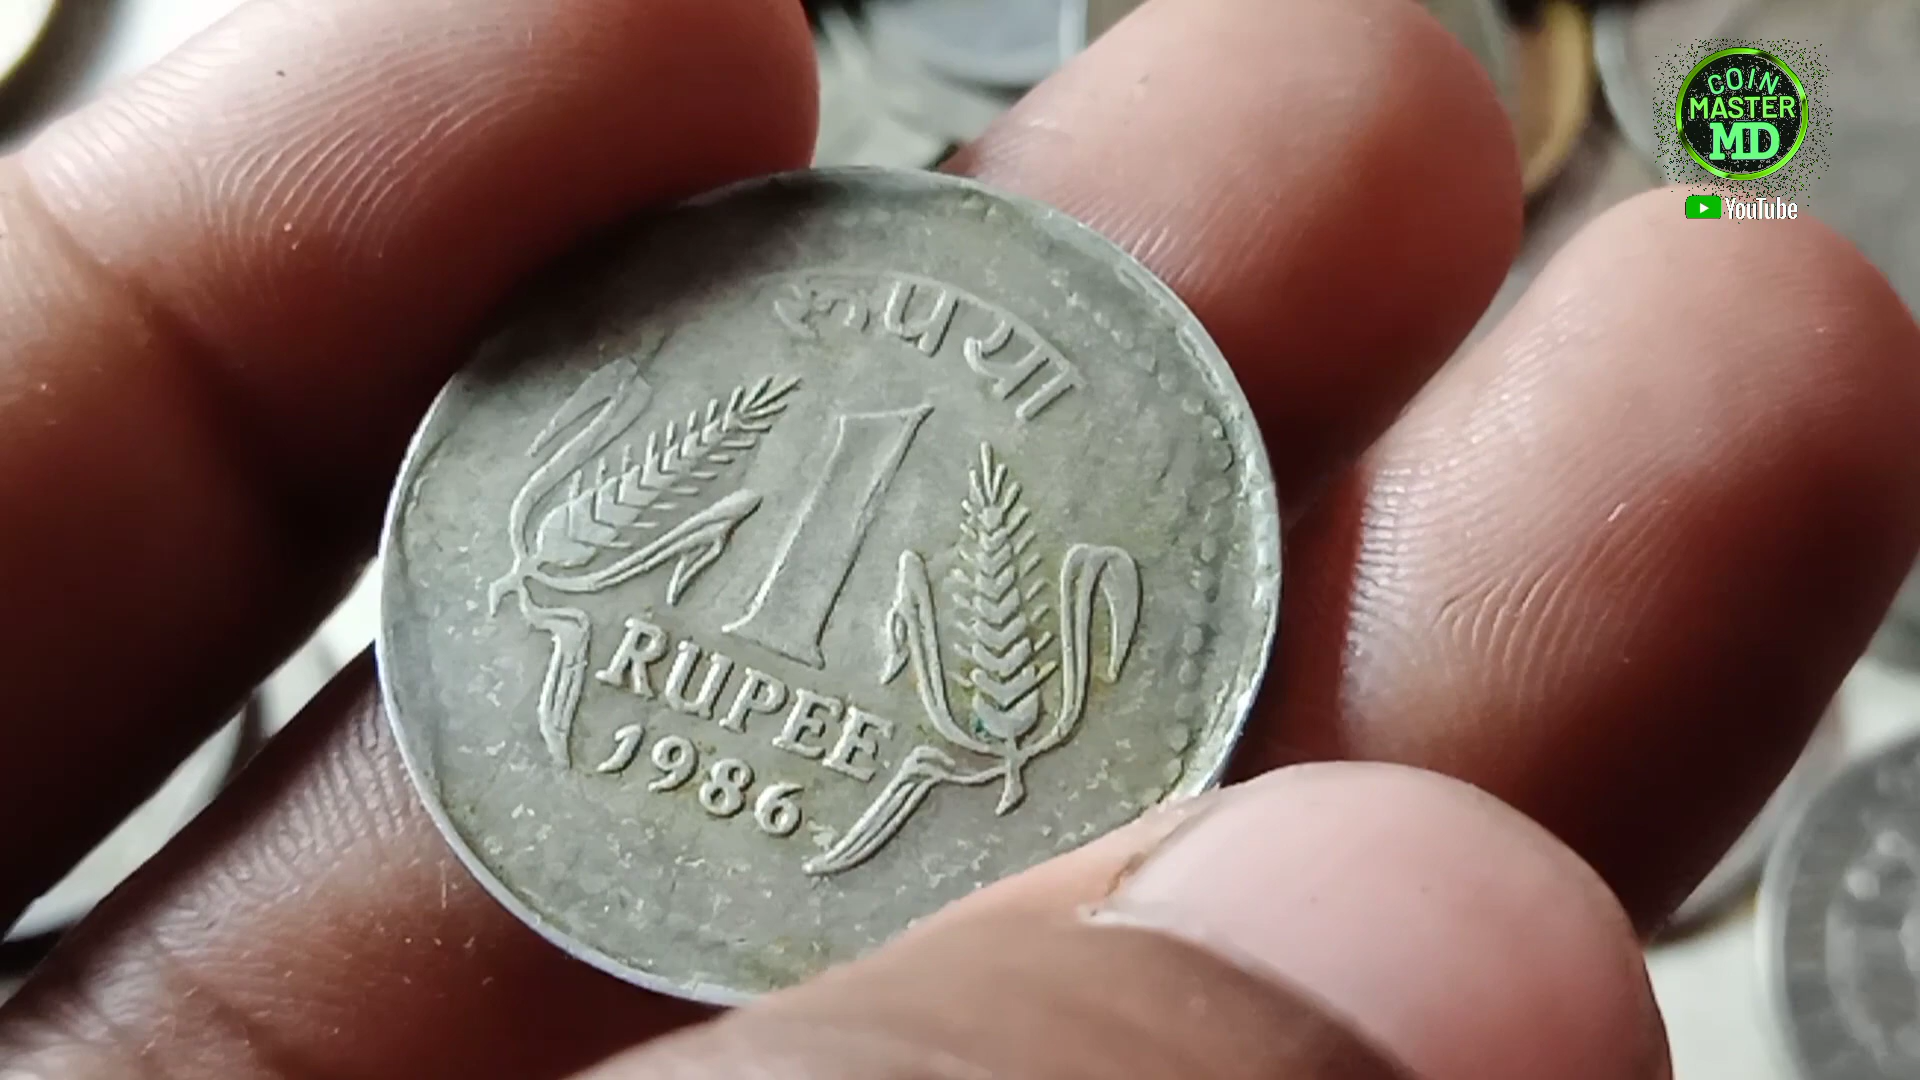 रूपया
1
RUPEE
1986
COIN
MASTER
MD
YouTube